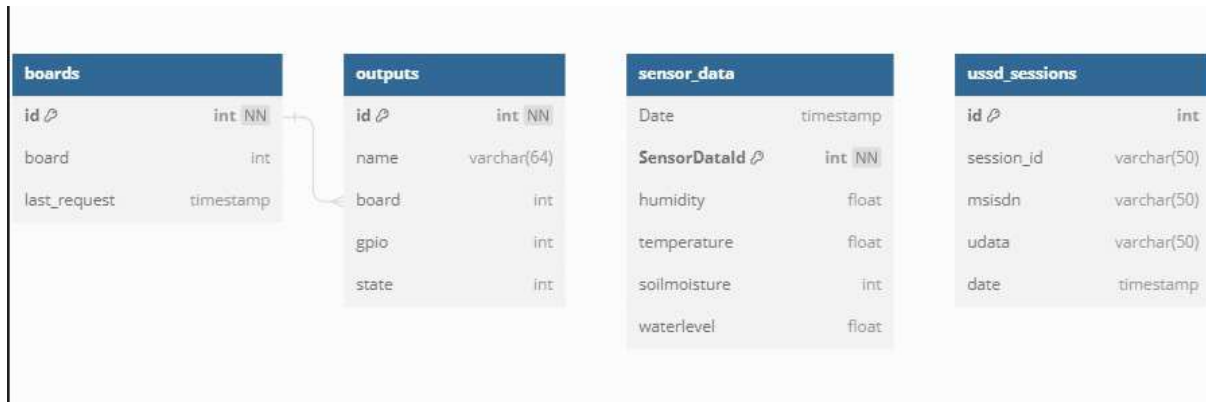 boards
id int NN
board int
last_request timestamp
outputs
id int NN
name varchar(64)
board int
gpio int
state int
sensor_data
Date timestamp
SensorDataId int NN
humidity float
temperature float
soilmoisture int
waterlevel float
ussd_sessions
id int
session_id varchar(50)
msisdn varchar(50)
udata varchar(50)
date timestamp